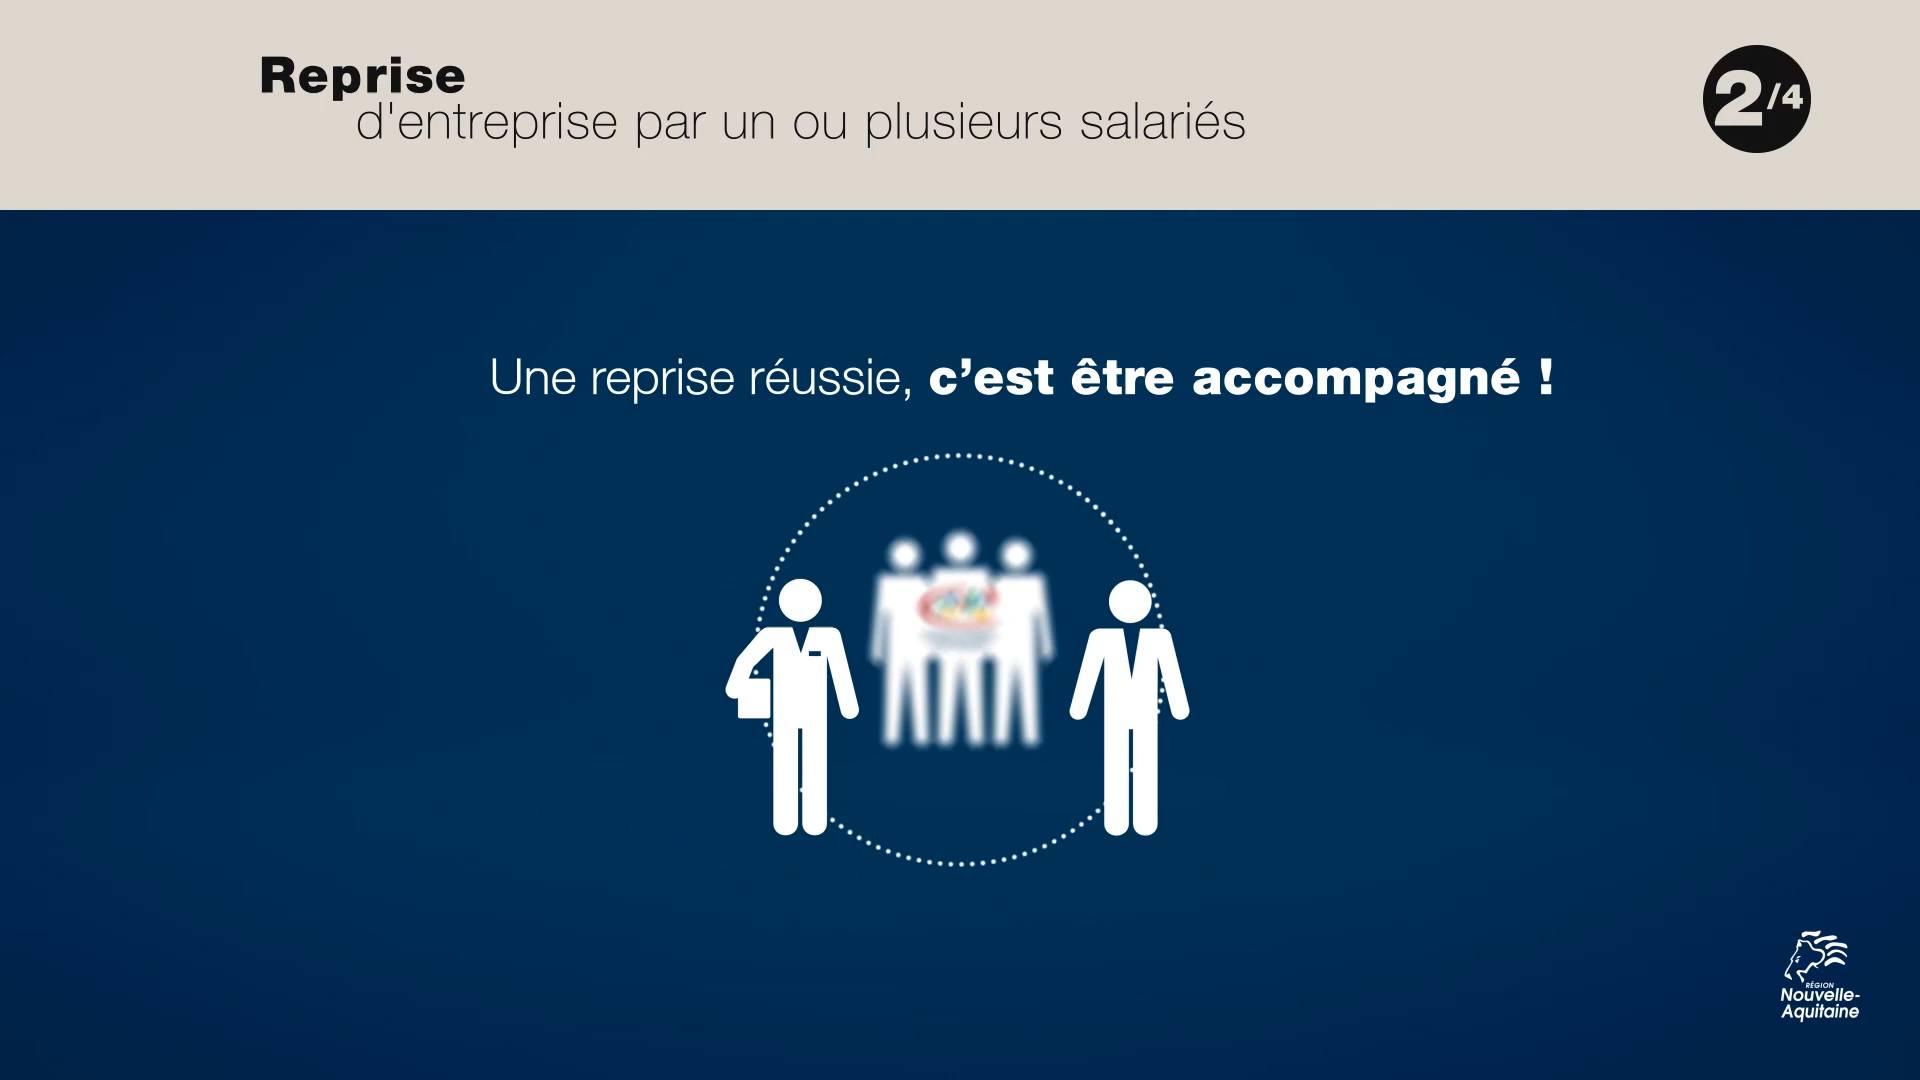 Reprise
d'entreprise par un ou plusieurs salariés
2/4
Une reprise réussie, c’est être accompagné !
RÉGION
Nouvelle-
Aquitaine